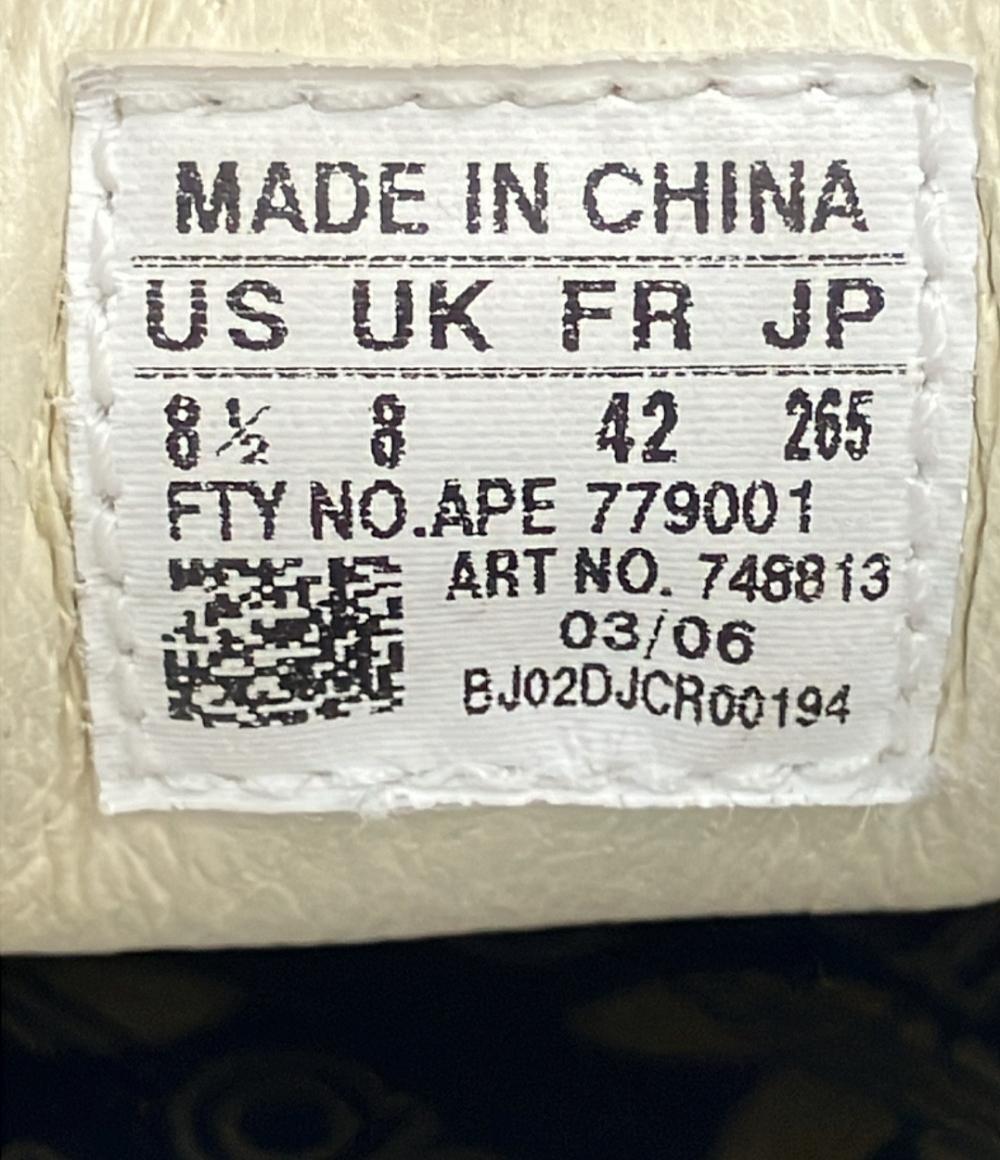 MADE IN CHINA
US UK FR JP
8½ 8 42 265
FTY NO.APE 779001
ART NO. 748813
03/06
BJ02DJCR00194